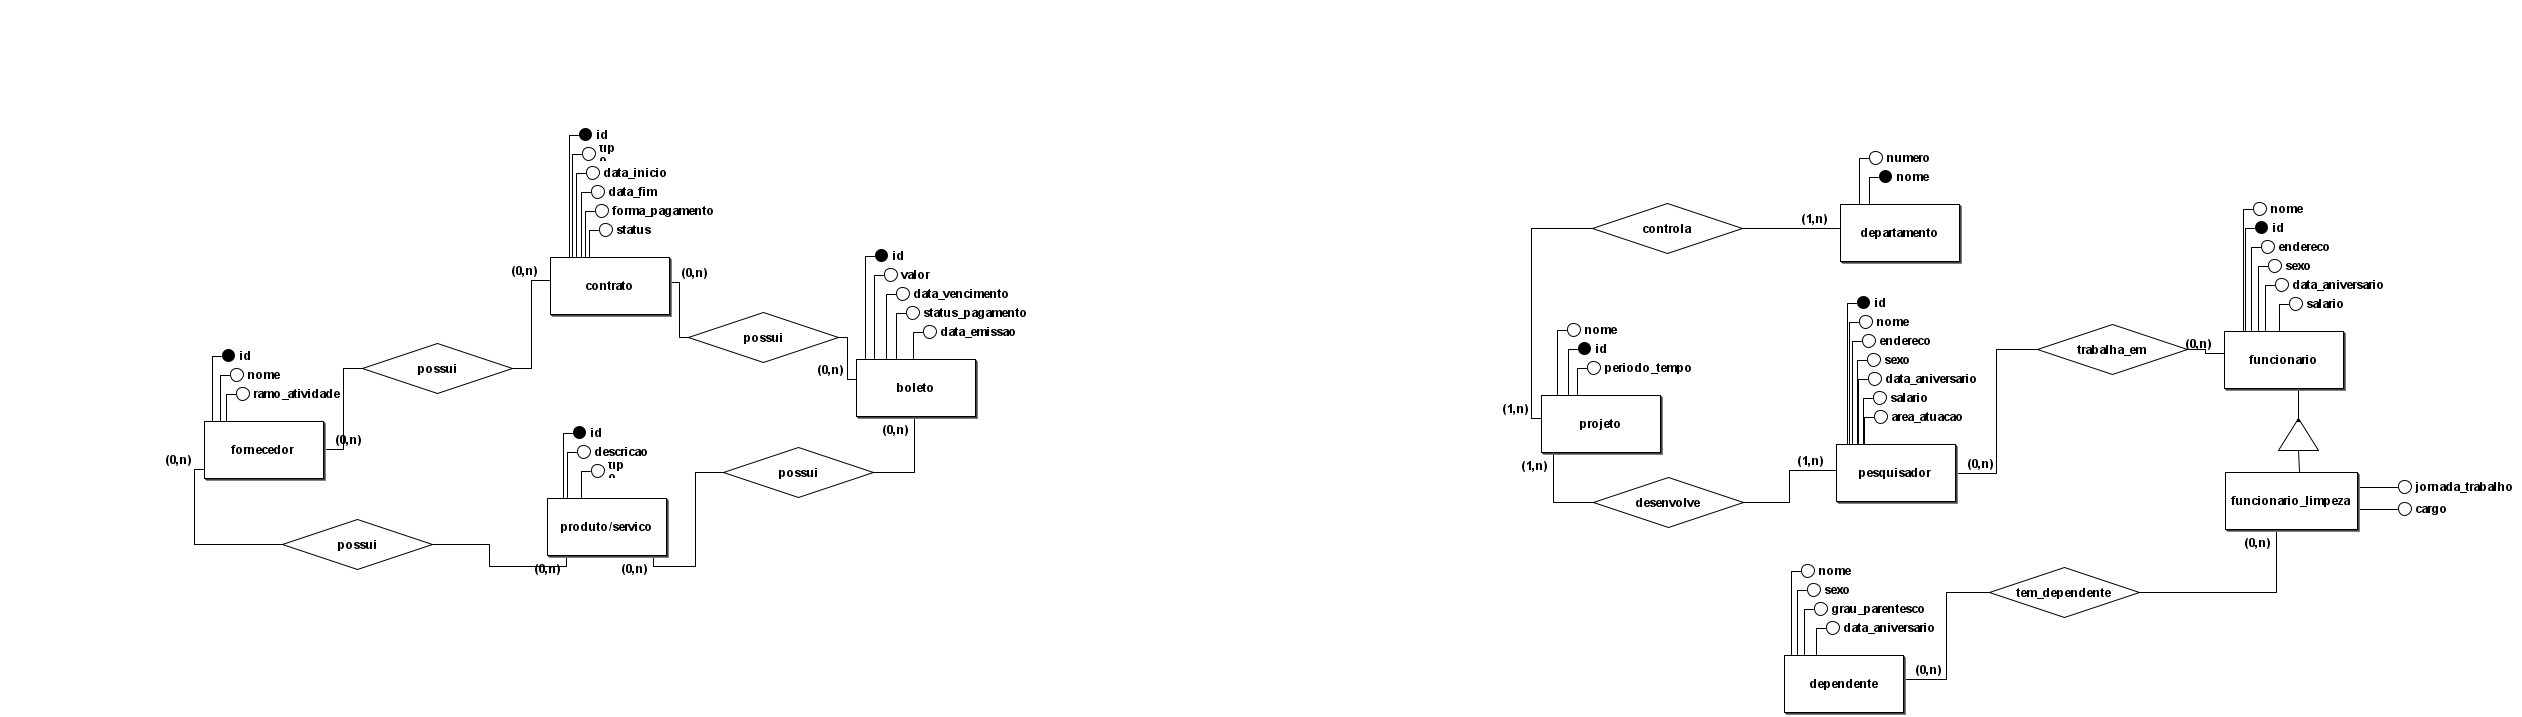 id
tipo
data_inicio
data_fim
forma_pagamento
status
(0,n)
contrato
(0,n)
possui
id
valor
data_vencimento
status_pagamento
data_emissao
(0,n)
boleto
(0,n)
id
nome
ramo_atividade
possui
(0,n)
fornecedor
(0,n)
id
descricao
tipo
possui
produto/servico
possui
(0,n)
(0,n)
numero
nome
controla
(1,n)
departamento
nome
id
endereco
sexo
data_aniversario
salario
id
nome
endereco
sexo
data_aniversario
salario
area_atuacao
nome
id
periodo_tempo
trabalha_em
(0,n)
funcionario
(1,n)
projeto
(1,n)
(1,n)
pesquisador
(0,n)
desenvolve
funcionario_limpeza
jornada_trabalho
cargo
(0,n)
nome
sexo
grau_parentesco
data_aniversario
tem_dependente
(0,n)
dependente